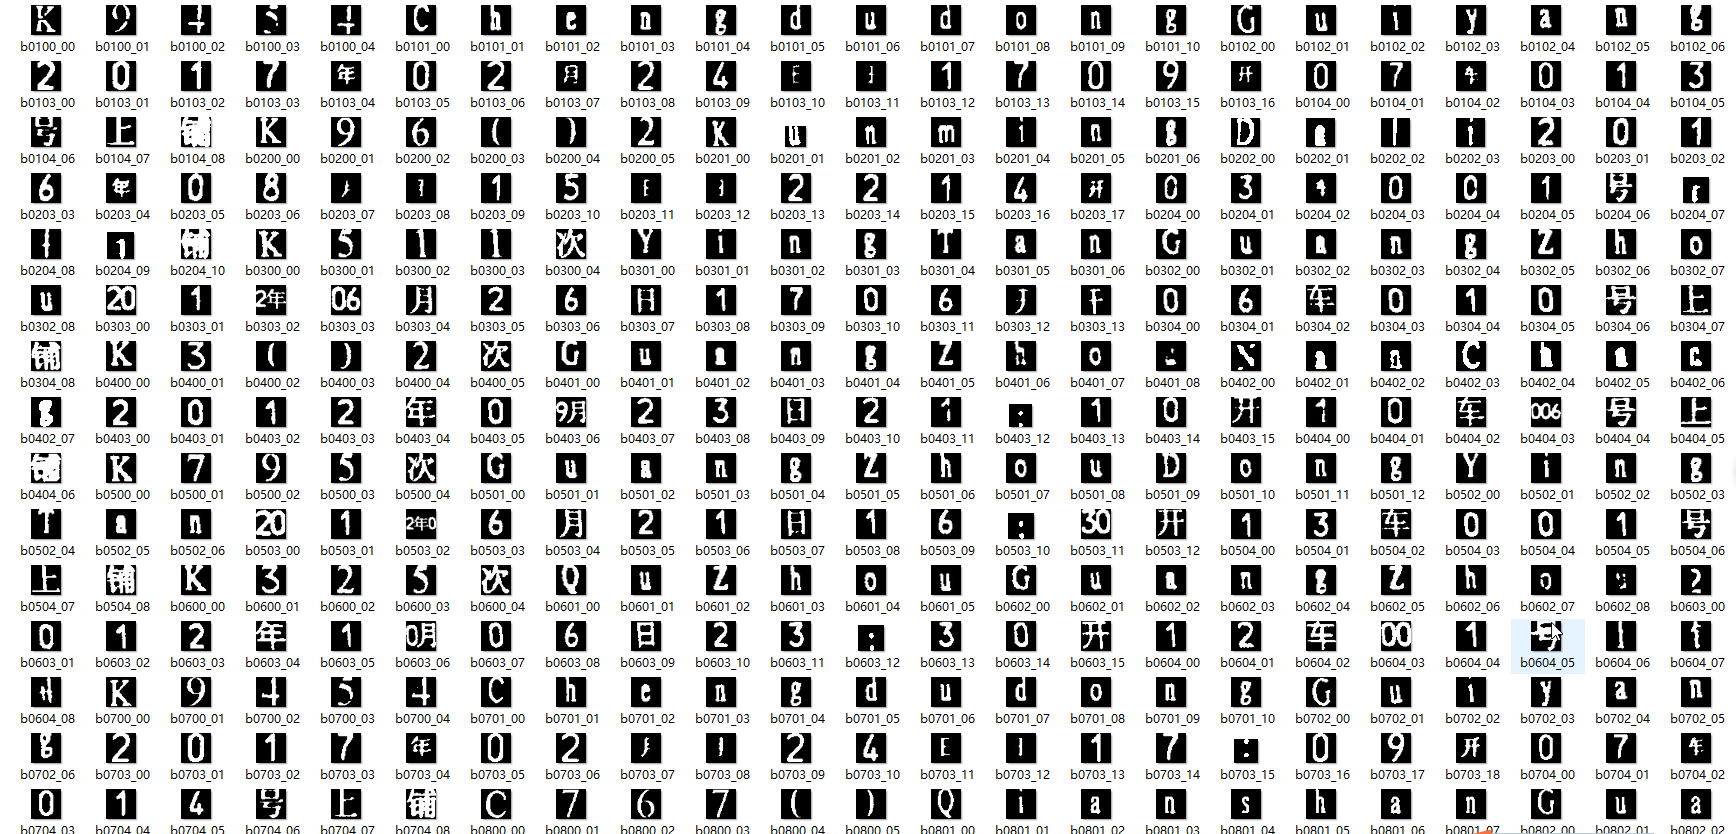 K 9 4 5 4 C h e n g d u d o n g G u i y a n g
b0100_00 b0100_01 b0100_02 b0100_03 b0100_04 b0101_00 b0101_01 b0101_02 b0101_03 b0101_04 b0101_05 b0101_06 b0101_07 b0101_08 b0101_09 b0101_10 b0102_00 b0102_01 b0102_02 b0102_03 b0102_04 b0102_05 b0102_06
2 0 1 7 年 0 2 月 2 4 1 7 0 9 开 0 7 车 0 1 3
b0103_00 b0103_01 b0103_02 b0103_03 b0103_04 b0103_05 b0103_06 b0103_07 b0103_08 b0103_09 b0103_10 b0103_11 b0103_12 b0103_13 b0103_14 b0103_15 b0103_16 b0104_00 b0104_01 b0104_02 b0104_03 b0104_04 b0104_05
号 上 铺 K 9 6 ( ) 2 K u n m i n g D a l i 2 0 1
b0104_06 b0104_07 b0104_08 b0200_00 b0200_01 b0200_02 b0200_03 b0200_04 b0200_05 b0201_00 b0201_01 b0201_02 b0201_03 b0201_04 b0201_05 b0201_06 b0202_00 b0202_01 b0202_02 b0202_03 b0203_00 b0203_01 b0203_02
6 年 0 8 1 5 2 2 1 4 开 0 3 0 0 1 号
b0203_03 b0203_04 b0203_05 b0203_06 b0203_07 b0203_08 b0203_09 b0203_10 b0203_11 b0203_12 b0203_13 b0203_14 b0203_15 b0203_16 b0203_17 b0204_00 b0204_01 b0204_02 b0204_03 b0204_04 b0204_05 b0204_06 b0204_07
铺 K 5 1 1 次 Y i n g T a n G u a n g Z h o
b0204_08 b0204_09 b0204_10 b0300_00 b0300_01 b0300_02 b0300_03 b0300_04 b0301_00 b0301_01 b0301_02 b0301_03 b0301_04 b0301_05 b0301_06 b0302_00 b0302_01 b0302_02 b0302_03 b0302_04 b0302_05 b0302_06 b0302_07
u 20 1 2年 06 月 2 6 日 1 7 0 6 0 6 车 0 1 0 号 上
b0302_08 b0303_00 b0303_01 b0303_02 b0303_03 b0303_04 b0303_05 b0303_06 b0303_07 b0303_08 b0303_09 b0303_10 b0303_11 b0303_12 b0303_13 b0304_00 b0304_01 b0304_02 b0304_03 b0304_04 b0304_05 b0304_06 b0304_07
铺 K 3 ( ) 2 次 G u a n g Z h o N a n C h a
b0304_08 b0400_00 b0400_01 b0400_02 b0400_03 b0400_04 b0400_05 b0401_00 b0401_01 b0401_02 b0401_03 b0401_04 b0401_05 b0401_06 b0401_07 b0401_08 b0402_00 b0402_01 b0402_02 b0402_03 b0402_04 b0402_05 b0402_06
g 2 0 1 2 年 0 9月 2 3 日 2 1 : 1 0 开 1 0 车 006 号 上
b0402_07 b0403_00 b0403_01 b0403_02 b0403_03 b0403_04 b0403_05 b0403_06 b0403_07 b0403_08 b0403_09 b0403_10 b0403_11 b0403_12 b0403_13 b0403_14 b0403_15 b0404_00 b0404_01 b0404_02 b0404_03 b0404_04 b0404_05
铺 K 7 9 5 次 G u a n g Z h o u D o n g Y i n g
b0404_06 b0500_00 b0500_01 b0500_02 b0500_03 b0500_04 b0501_00 b0501_01 b0501_02 b0501_03 b0501_04 b0501_05 b0501_06 b0501_07 b0501_08 b0501_09 b0501_10 b0501_11 b0501_12 b0502_00 b0502_01 b0502_02 b0502_03
T a n 20 1 2年0 6 月 2 1 日 1 6 : 30 开 1 3 车 0 0 1 号
b0502_04 b0502_05 b0502_06 b0503_00 b0503_01 b0503_02 b0503_03 b0503_04 b0503_05 b0503_06 b0503_07 b0503_08 b0503_09 b0503_10 b0503_11 b0503_12 b0504_00 b0504_01 b0504_02 b0504_03 b0504_04 b0504_05 b0504_06
上 铺 K 3 2 5 次 Q u Z h o u G u a n g Z h o 2
b0504_07 b0504_08 b0600_00 b0600_01 b0600_02 b0600_03 b0600_04 b0601_00 b0601_01 b0601_02 b0601_03 b0601_04 b0601_05 b0602_00 b0602_01 b0602_02 b0602_03 b0602_04 b0602_05 b0602_06 b0602_07 b0602_08 b0603_00
0 1 2 年 1 0月 0 6 日 2 3 : 3 0 开 1 2 车 00 1 号
b0603_01 b0603_02 b0603_03 b0603_04 b0603_05 b0603_06 b0603_07 b0603_08 b0603_09 b0603_10 b0603_11 b0603_12 b0603_13 b0603_14 b0604_00 b0604_01 b0604_02 b0604_03 b0604_04 b0604_05 b0604_06 b0604_07
K 9 4 5 4 C h e n g d u d o n g G u i y a n
b0604_08 b0700_00 b0700_01 b0700_02 b0700_03 b0700_04 b0701_00 b0701_01 b0701_02 b0701_03 b0701_04 b0701_05 b0701_06 b0701_07 b0701_08 b0701_09 b0701_10 b0702_00 b0702_01 b0702_02 b0702_03 b0702_04 b0702_05
g 2 0 1 7 年 0 2 2 4 1 7 : 0 9 开 0 7 车
b0702_06 b0703_00 b0703_01 b0703_02 b0703_03 b0703_04 b0703_05 b0703_06 b0703_07 b0703_08 b0703_09 b0703_10 b0703_11 b0703_12 b0703_13 b0703_14 b0703_15 b0703_16 b0703_17 b0703_18 b0704_00 b0704_01 b0704_02
0 1 4 号 上 铺 C 7 6 7 ( ) Q i a n s h a n G u a
b0704_03 b0704_04 b0704_05 b0704_06 b0704_07 b0704_08 b0800_00 b0800_01 b0800_02 b0800_03 b0800_04 b0800_05 b0801_00 b0801_01 b0801_02 b0801_03 b0801_04 b0801_05 b0801_06 b0801_07 b0802_00 b0802_01 b0802_02